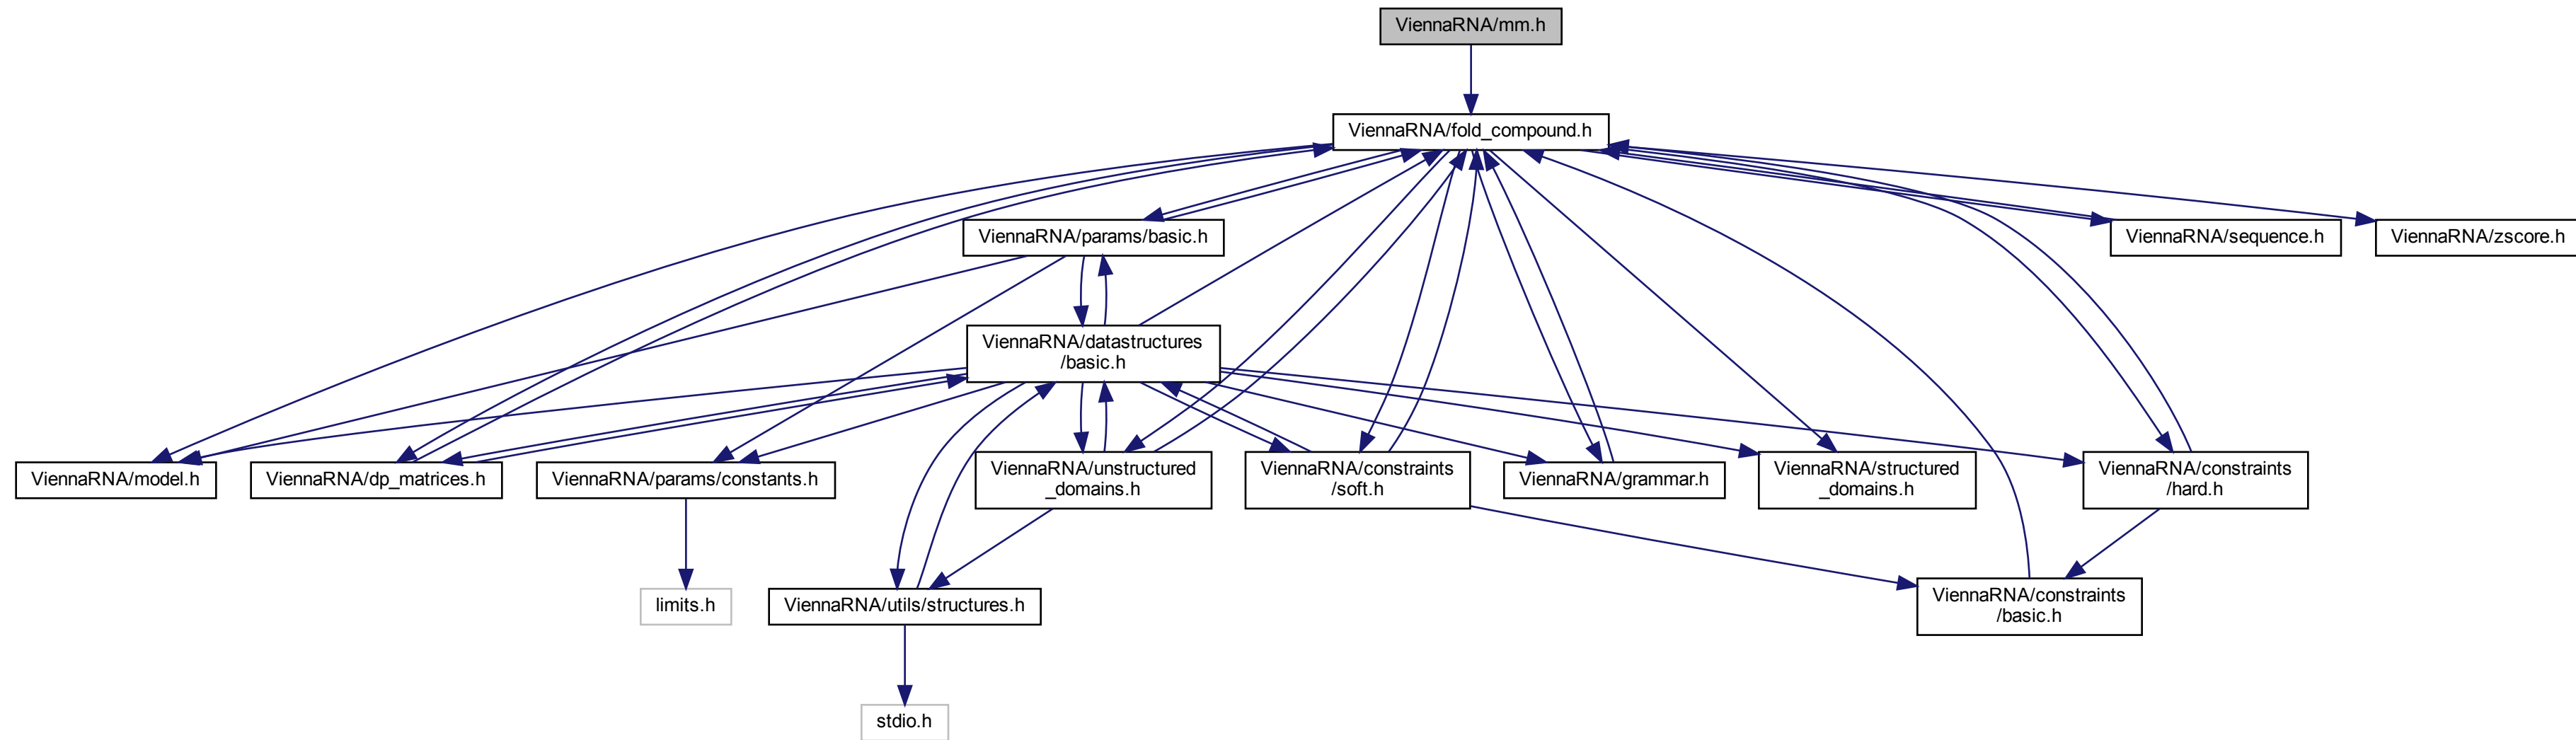 ViennaRNA/mm.h
ViennaRNA/fold_compound.h
ViennaRNA/params/basic.h
ViennaRNA/sequence.h
ViennaRNA/zscore.h
ViennaRNA/datastructures
/basic.h
ViennaRNA/model.h
ViennaRNA/dp_matrices.h
ViennaRNA/params/constants.h
ViennaRNA/unstructured
_domains.h
ViennaRNA/constraints
/soft.h
ViennaRNA/grammar.h
ViennaRNA/structured
_domains.h
ViennaRNA/constraints
/hard.h
limits.h
ViennaRNA/utils/structures.h
ViennaRNA/constraints
/basic.h
stdio.h